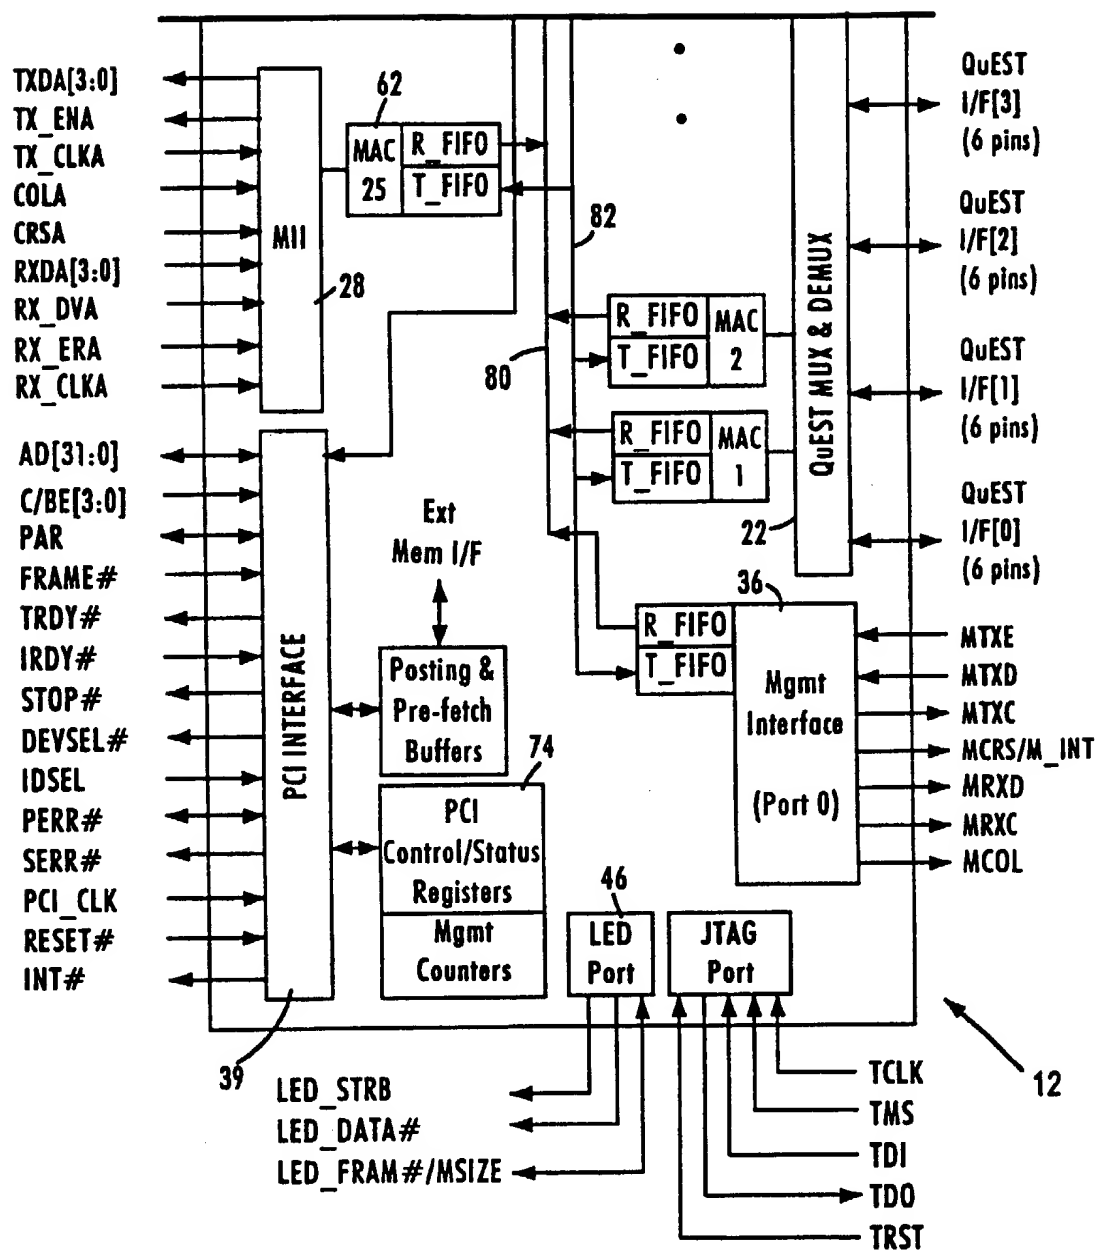 TXDA[3:0]
TX_ENA
TX_CLKA
COLA
CRSA
RXDA[3:0]
RX_DVA
RX_ERA
RX_CLKA
MII
28
62
MAC
25
R_FIFO
T_FIFO
82
80
R_FIFO
T_FIFO
MAC
2
R_FIFO
T_FIFO
MAC
1
QuEST MUX & DEMUX
22
QuEST
I/F[3]
(6 pins)
QuEST
I/F[2]
(6 pins)
QuEST
I/F[1]
(6 pins)
QuEST
I/F[0]
(6 pins)
AD[31:0]
C/BE[3:0]
PAR
FRAME#
TRDY#
IRDY#
STOP#
DEVSEL#
IDSEL
PERR#
SERR#
PCI_CLK
RESET#
INT#
PCI INTERFACE
39
Ext
Mem I/F
Posting &
Pre-fetch
Buffers
74
PCI
Control/Status
Registers
Mgmt
Counters
36
R_FIFO
T_FIFO
Mgmt
Interface
(Port 0)
MTXE
MTXD
MTXC
MCRS/M_INT
MRXD
MRXC
MCOL
46
LED
Port
JTAG
Port
12
LED_STRB
LED_DATA#
LED_FRAM#/MSIZE
TCLK
TMS
TDI
TDO
TRST